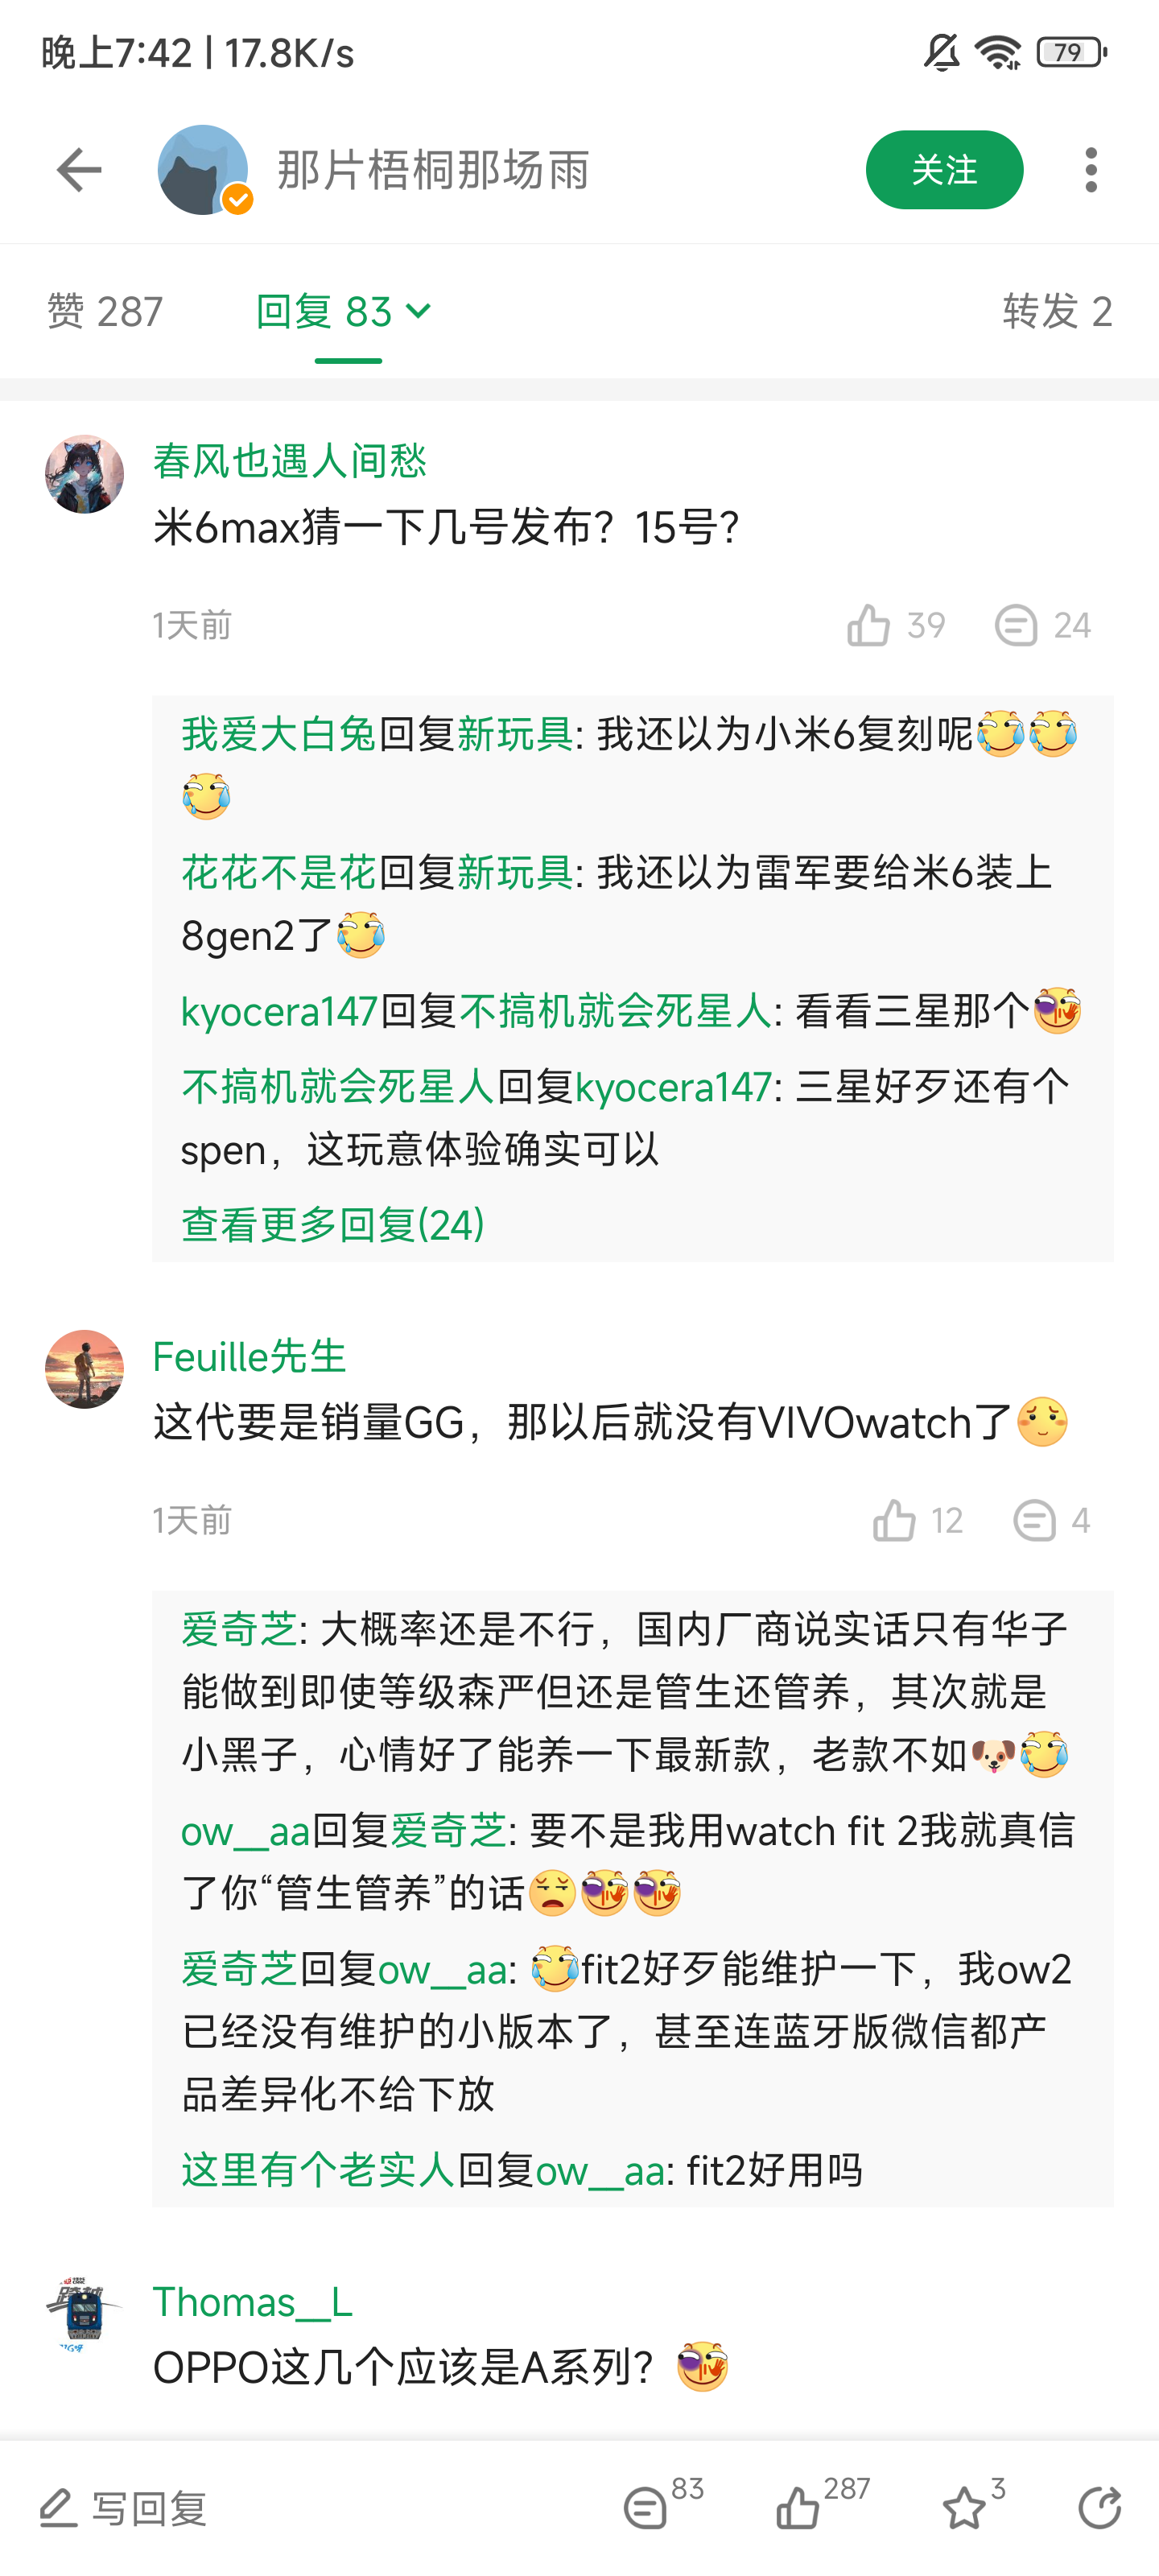 晚上7:42 | 17.8K/s
79
那片梧桐那场雨
关注
赞 287
回复 83
转发 2
春风也遇人间愁
米6max猜一下几号发布？15号？
1天前
39
24
我爱大白兔回复新玩具: 我还以为小米6复刻呢
花花不是花回复新玩具: 我还以为雷军要给米6装上
8gen2了
kyocera147回复不搞机就会死星人: 看看三星那个
不搞机就会死星人回复kyocera147: 三星好歹还有个
spen，这玩意体验确实可以
查看更多回复(24)
Feuille先生
这代要是销量GG，那以后就没有VIVOwatch了
1天前
12
4
爱奇芝: 大概率还是不行，国内厂商说实话只有华子
能做到即使等级森严但还是管生还管养，其次就是
小黑子，心情好了能养一下最新款，老款不如
ow__aa回复爱奇芝: 要不是我用watch fit 2我就真信
了你“管生管养”的话
爱奇芝回复ow__aa: fit2好歹能维护一下，我ow2
已经没有维护的小版本了，甚至连蓝牙版微信都产
品差异化不给下放
这里有个老实人回复ow__aa: fit2好用吗
跨越
Thomas__L
OPPO这几个应该是A系列？
写回复
83
287
3